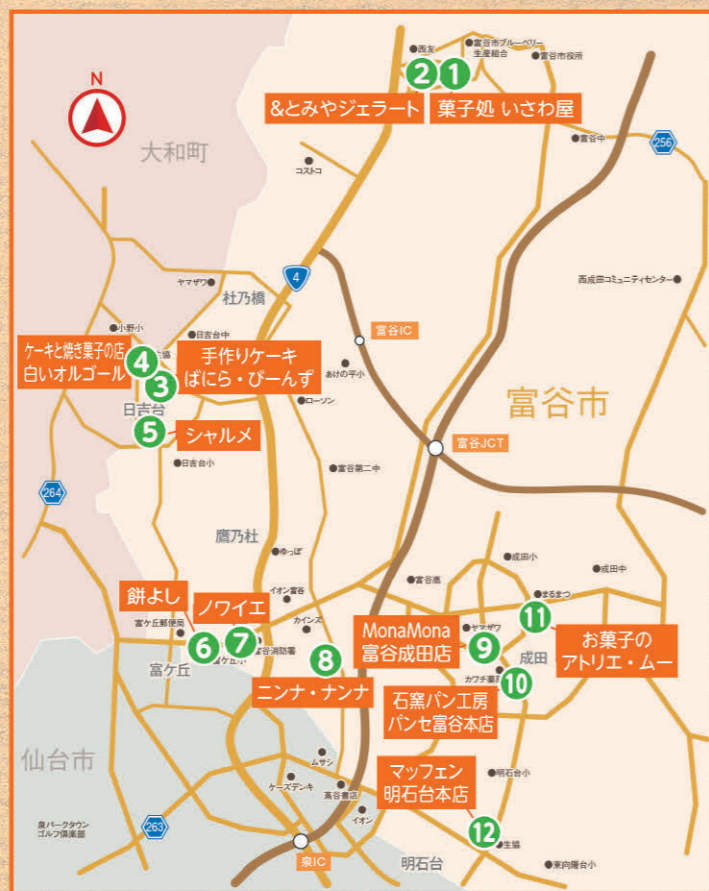 西友
富谷市ブルーベリー
生産組合
富谷市役所
2
1
&とみやジェラート
菓子処 いさわ屋
N
大和町
コストコ
富谷中
256
4
西成田コミュニティセンター
ヤマザワ
杜乃橋
富谷IC
小野小
日吉台中
ケーキと焼き菓子の店
白いオルゴール
4
手作りケーキ
ばにら・びーんず
3
あけの平小
富谷市
日吉台
ローソン
5
シャルメ
富谷JCT
日吉台小
富谷第二中
264
鷹乃杜
ゆっぽ
成田小
成田中
イオン富谷
富谷高
まるまつ
餅よし
ノワイエ
カインズ
富ケ丘郵便局
6
7
富谷消防署
富ケ丘小
富ケ丘
8
ニンナ・ナンナ
MonaMona
富谷成田店
ヤマザワ
9
11
お菓子の
アトリエ・ムー
成田
カワチ薬品
10
石窯パン工房
パンセ富谷本店
仙台市
ムサシ
ケーズデンキ
高谷書店
イオン
マッフェン
明石台本店
明石台小
泉パークタウン
ゴルフ倶楽部
263
泉IC
12
生協
明石台
東向陽台小